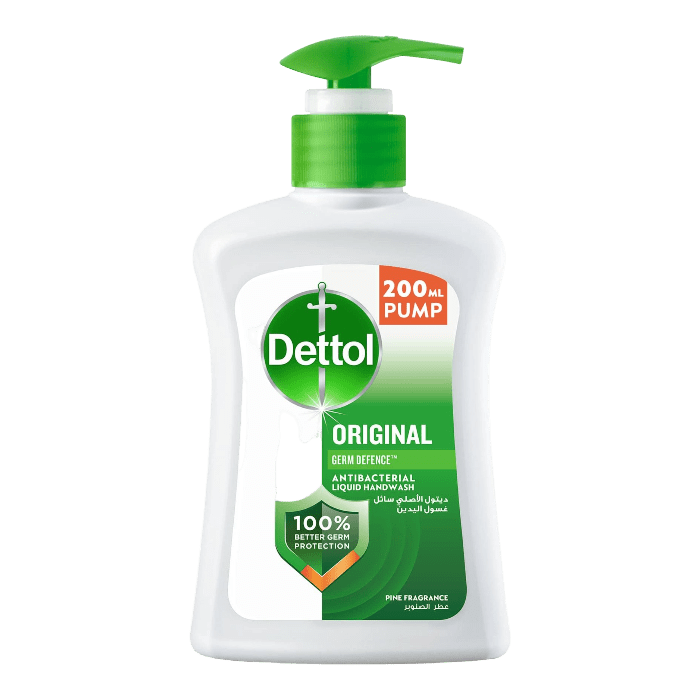 200ML
PUMP
Dettol
ORIGINAL
GERM DEFENCE™
ANTIBACTERIAL
LIQUID HANDWASH
ديتول الأصلي سائل
غسول اليدين
100%
BETTER GERM
PROTECTION
PINE FRAGRANCE
عطر الصنوبر